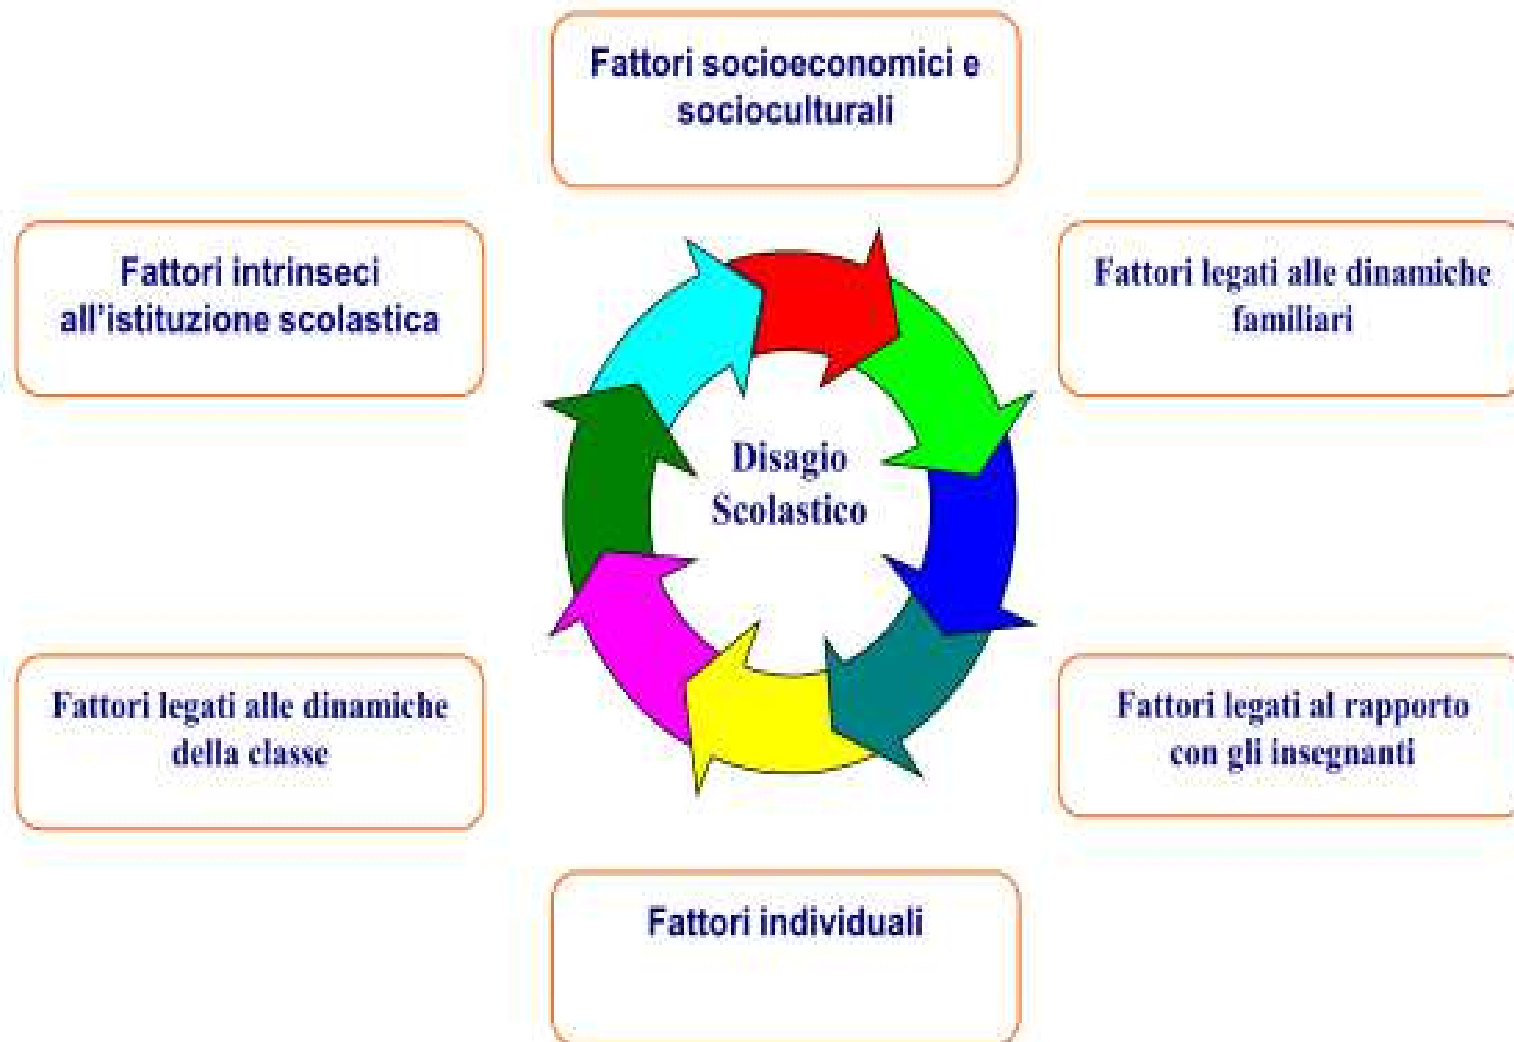 Fattori socioeconomici e
socioculturali
Fattori intrinseci
all'istituzione scolastica
Fattori legati alle dinamiche
familiari
Disagio
Scolastico
Fattori legati alle dinamiche
della classe
Fattori legati al rapporto
con gli insegnanti
Fattori individuali